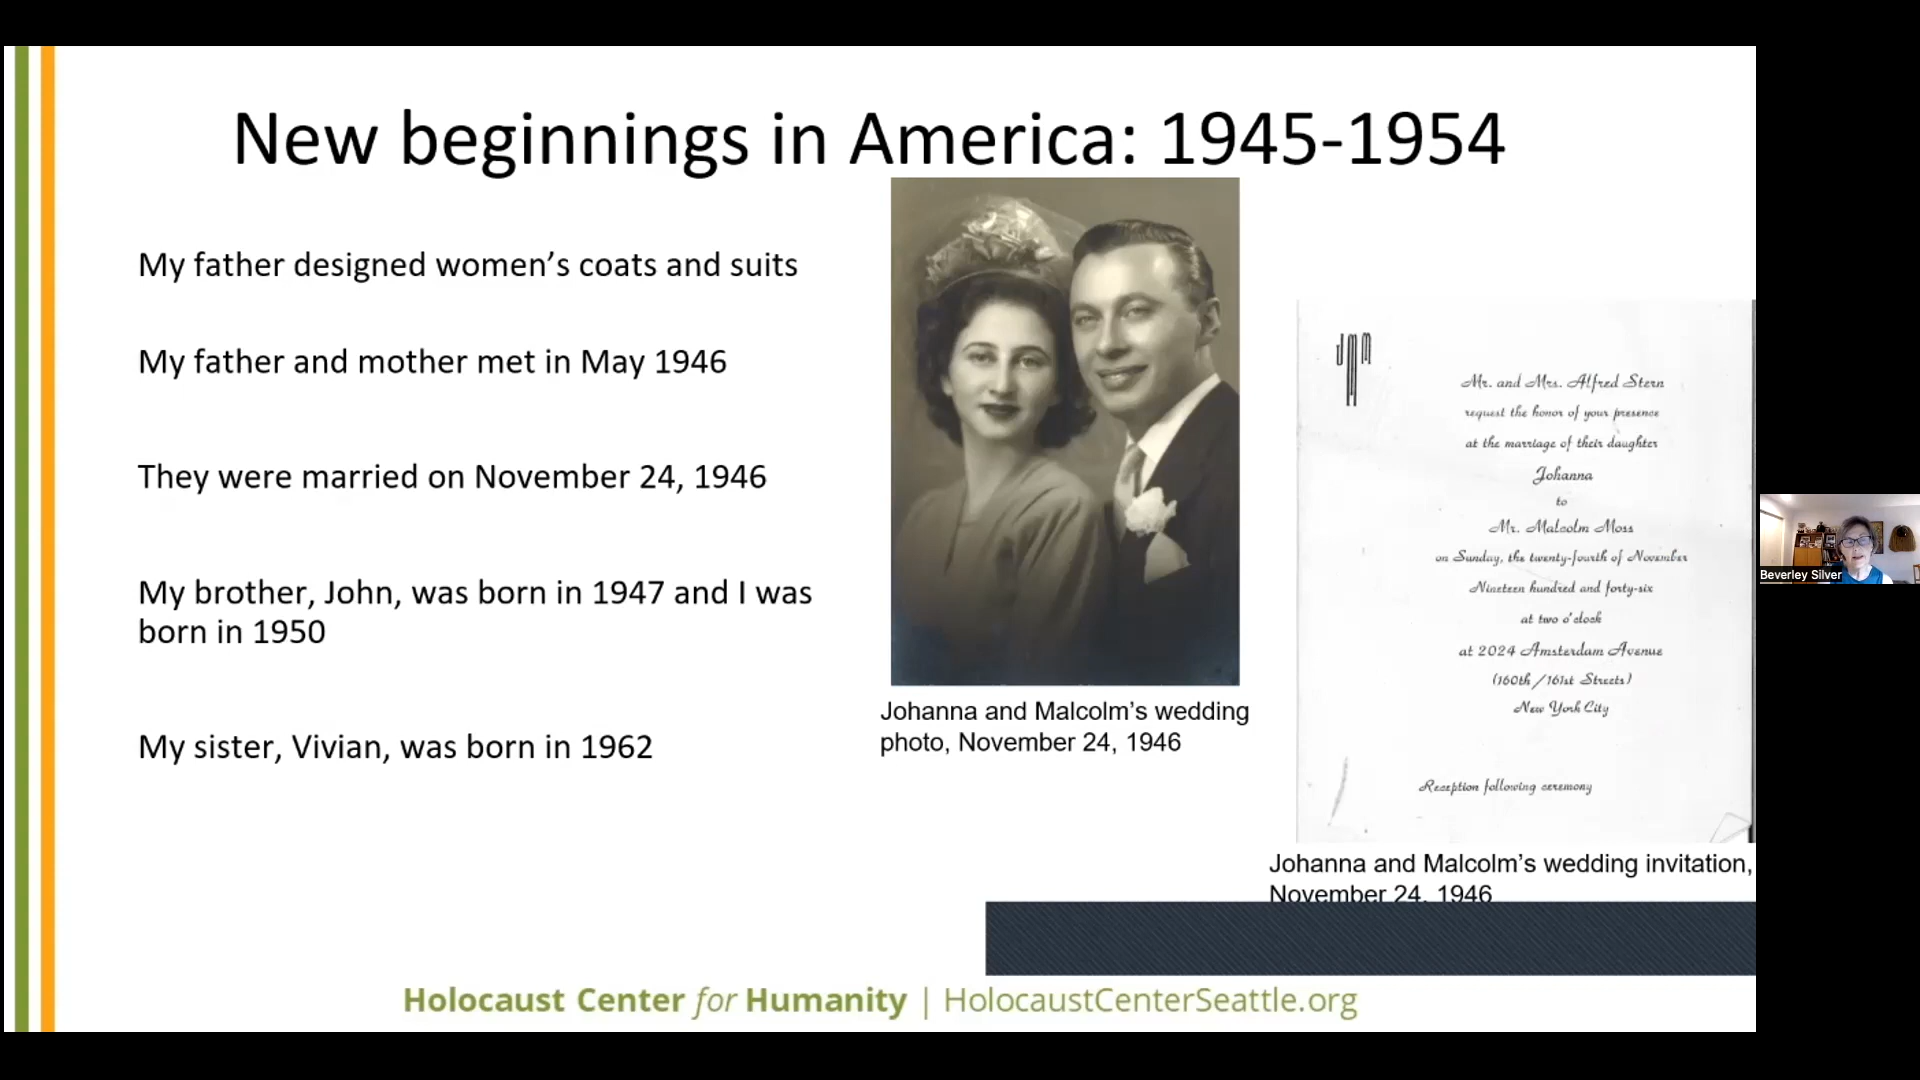 New beginnings in America: 1945-1954
My father designed women’s coats and suits
My father and mother met in May 1946
They were married on November 24, 1946
My brother, John, was born in 1947 and I was
born in 1950
My sister, Vivian, was born in 1962
Johanna and Malcolm’s wedding
photo, November 24, 1946
JMM
Mr. and Mrs. Alfred Stern
request the honor of your presence
at the marriage of their daughter
Johanna
to
Mr. Malcolm Moss
on Sunday, the twenty-fourth of November
Nineteen hundred and forty-six
at two o'clock
at 2024 Amsterdam Avenue
(160th/161st Streets)
New York City
Reception following ceremony
Johanna and Malcolm’s wedding invitation,
November 24, 1946
Beverley Silver
Holocaust Center for Humanity | HolocaustCenterSeattle.org